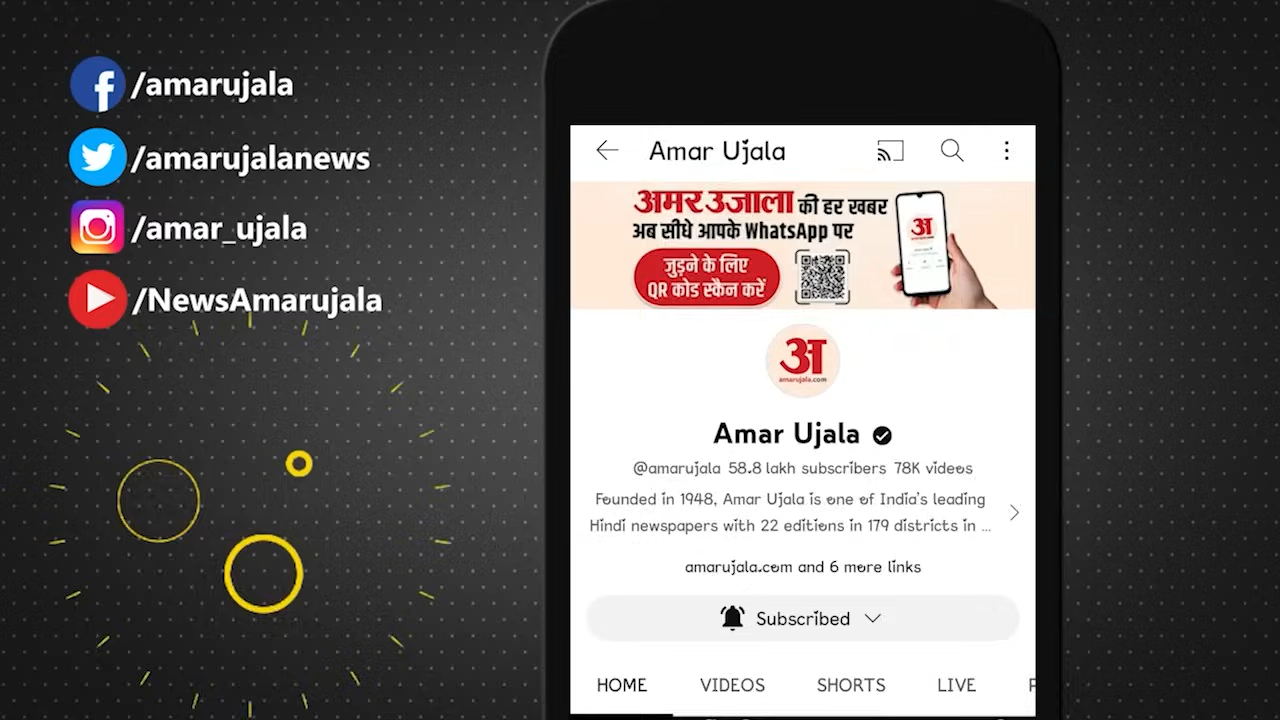 /amarujala
/amarujalanews
/amar_ujala
/NewsAmarujala
Amar Ujala
अमर उजाला की हर खबर
अब सीधे आपके WhatsApp पर
जुड़ने के लिए
QR कोड स्कैन करें
अ
अ
amarujala.com
Amar Ujala
@amarujala 58.8 lakh subscribers 78K videos
Founded in 1948, Amar Ujala is one of India's leading
Hindi newspapers with 22 editions in 179 districts in ...
amarujala.com and 6 more links
Subscribed
HOME VIDEOS SHORTS LIVE